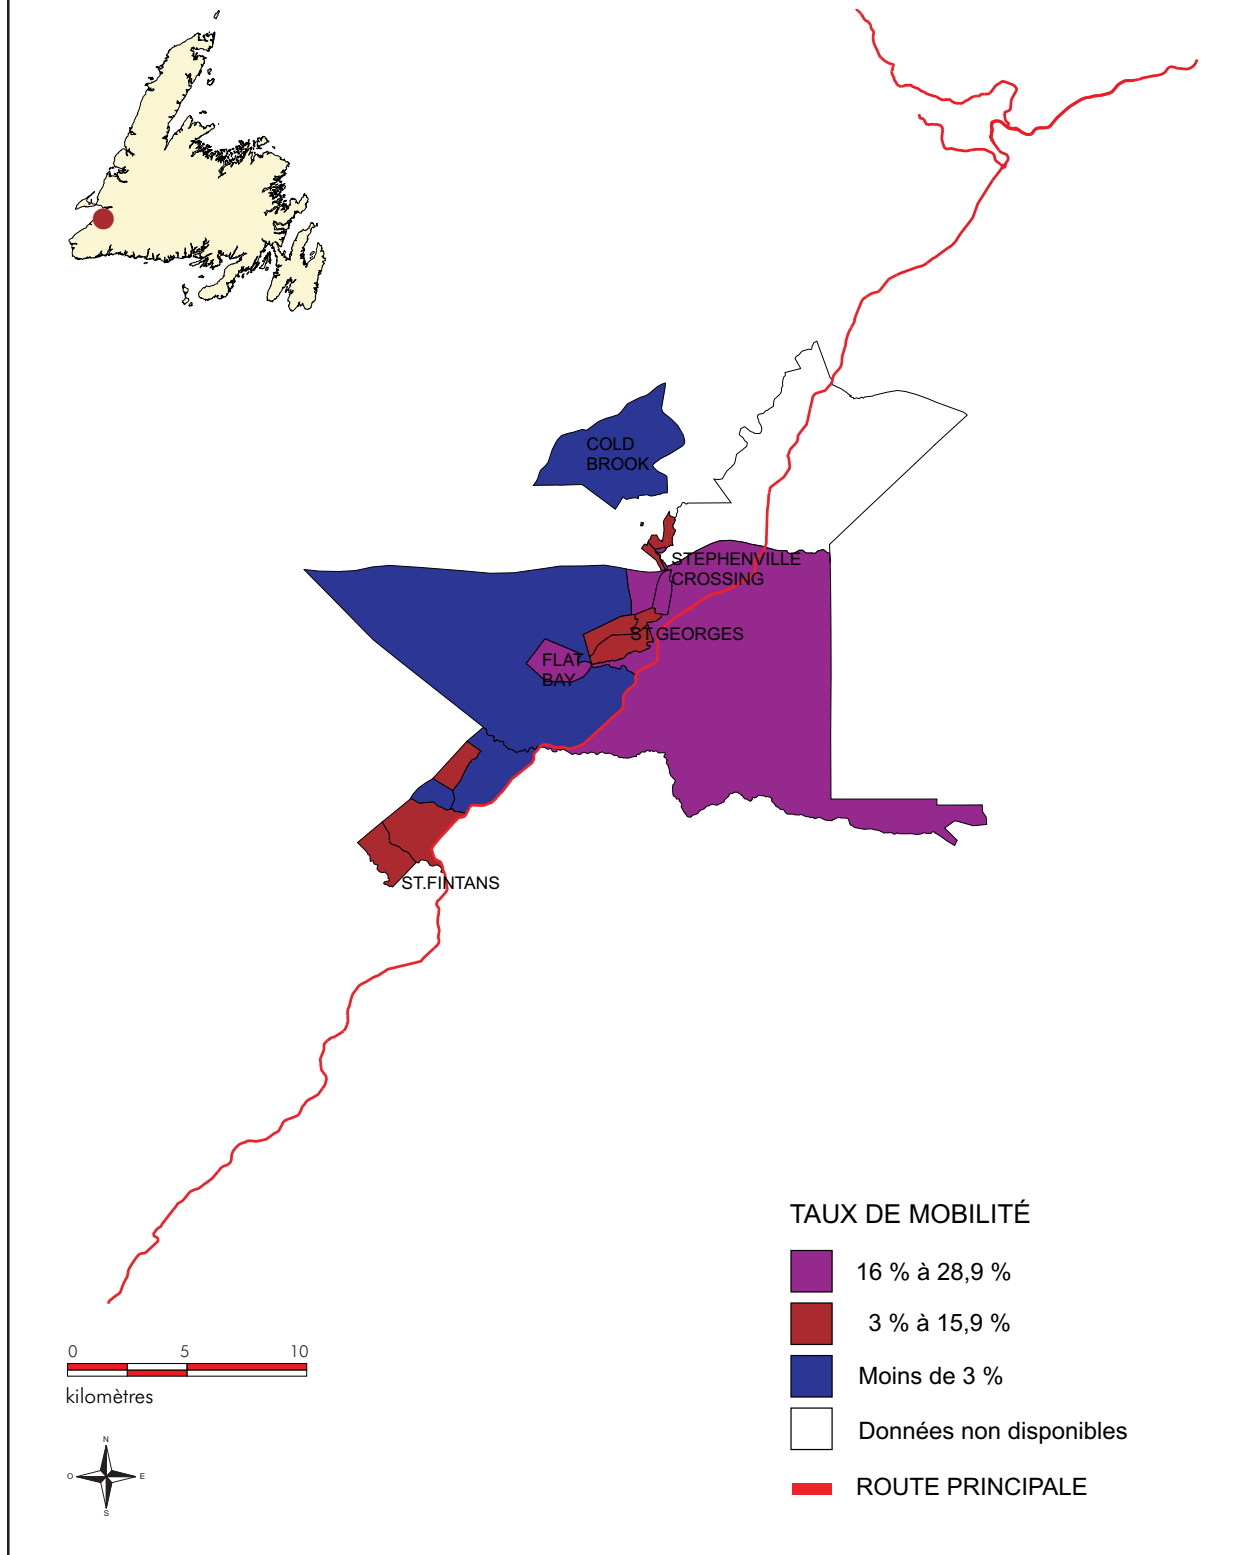 COLD
BROOK
STEPHENVILLE
CROSSING
ST.GEORGES
FLAT
BAY
ST.FINTANS
TAUX DE MOBILITÉ
16 % à 28,9 %
3 % à 15,9 %
Moins de 3 %
Données non disponibles
ROUTE PRINCIPALE
0 5 10
kilomètres
N
O E
S